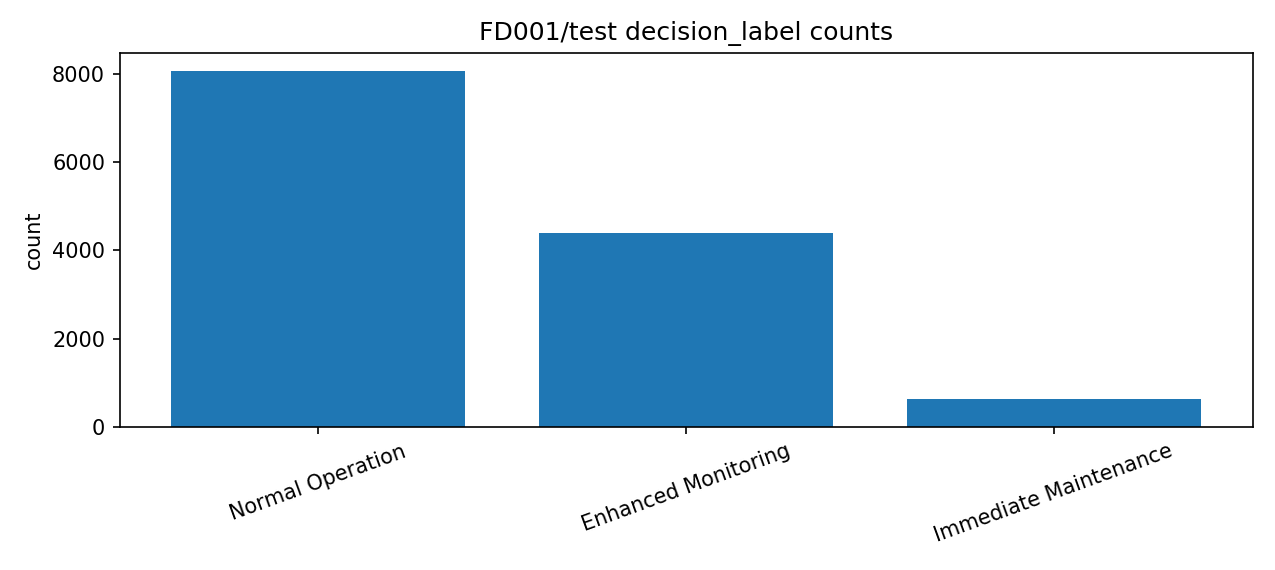 FD001/test decision_label counts
count
8000
6000
4000
2000
0
Normal Operation
Enhanced Monitoring
Immediate Maintenance